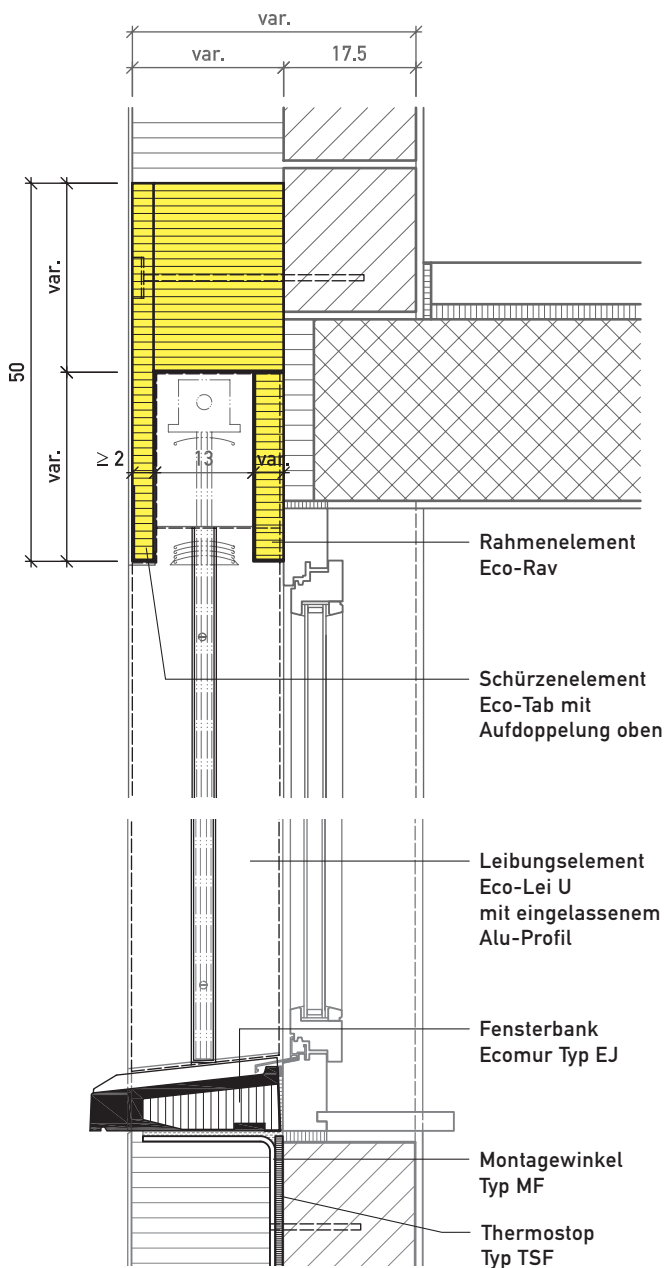 var.
var.
17.5
var.
50
var.
≥ 2
13
var.
Rahmenelement
Eco-Rav
Schürzenelement
Eco-Tab mit
Aufdoppelung oben
Leibungselement
Eco-Lei U
mit eingelassenem
Alu-Profil
Fensterbank
Ecomur Typ EJ
Montagewinkel
Typ MF
Thermostop
Typ TSF